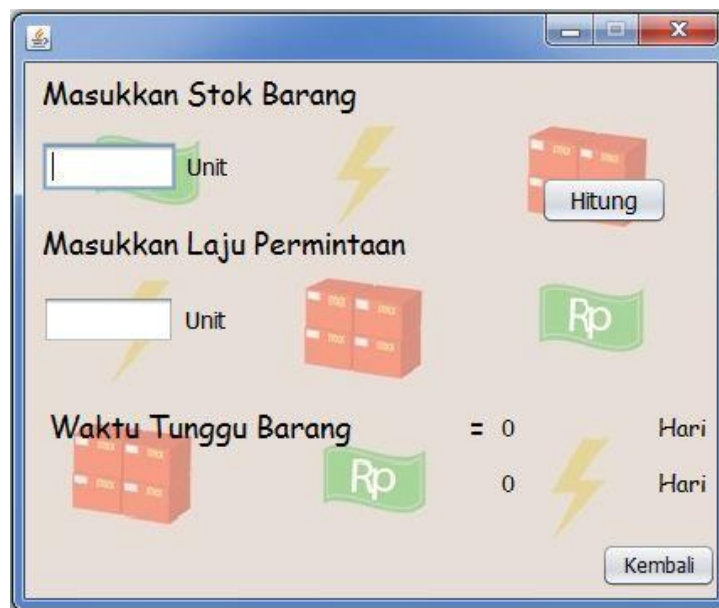 Masukkan Stok Barang
Unit
Hitung
Masukkan Laju Permintaan
Unit
Rp
Waktu Tunggu Barang = 0 Hari
Rp 0 Hari
Kembali